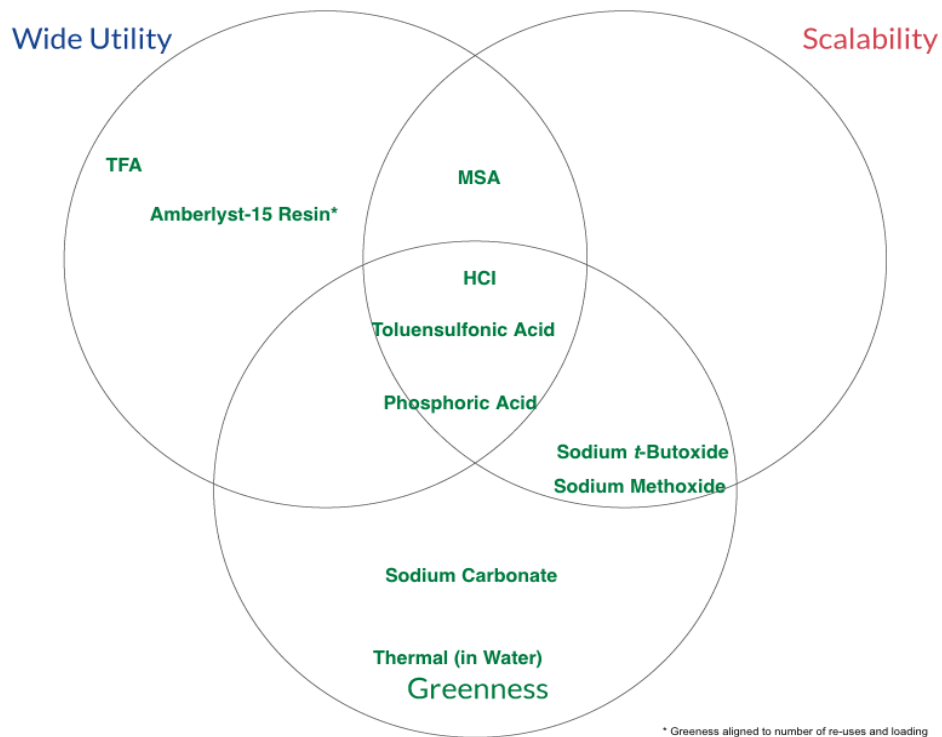 Wide Utility
Scalability
TFA
MSA
Amberlyst-15 Resin*
HCl
Toluensulfonic Acid
Phosphoric Acid
Sodium t-Butoxide
Sodium Methoxide
Sodium Carbonate
Thermal (in Water)
Greenness
* Greeness aligned to number of re-uses and loading